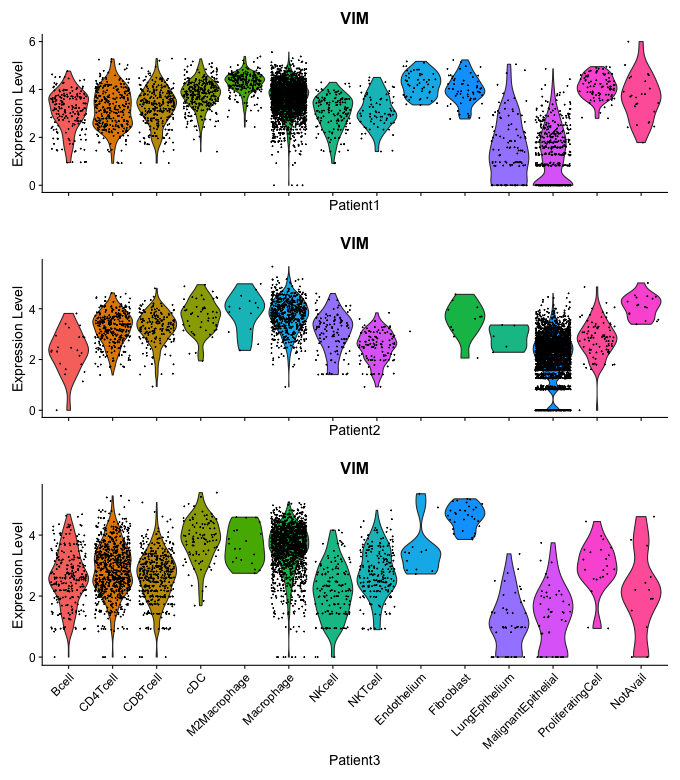 VIM
Expression Level
6
4
2
0
Patient1
VIM
Expression Level
4
2
0
Patient2
VIM
Expression Level
4
2
0
Bcell
CD4Tcell
CD8Tcell
cDC
M2Macrophage
Macrophage
NKcell
NKTcell
Endothelium
Fibroblast
LungEpithelium
MalignantEpithelial
ProliferatingCell
NotAvail
Patient3